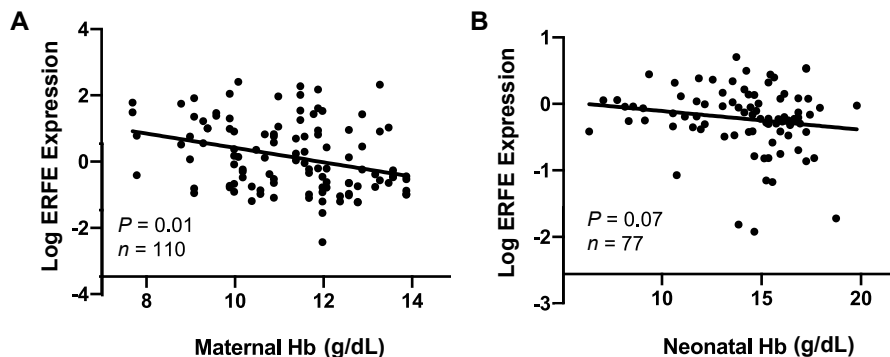 A
Log ERFE Expression
4
2
0
-2
-4
P = 0.01
n = 110
8
10
12
14
Maternal Hb (g/dL)
B
Log ERFE Expression
1
0
-1
-2
-3
P = 0.07
n = 77
10
15
20
Neonatal Hb (g/dL)